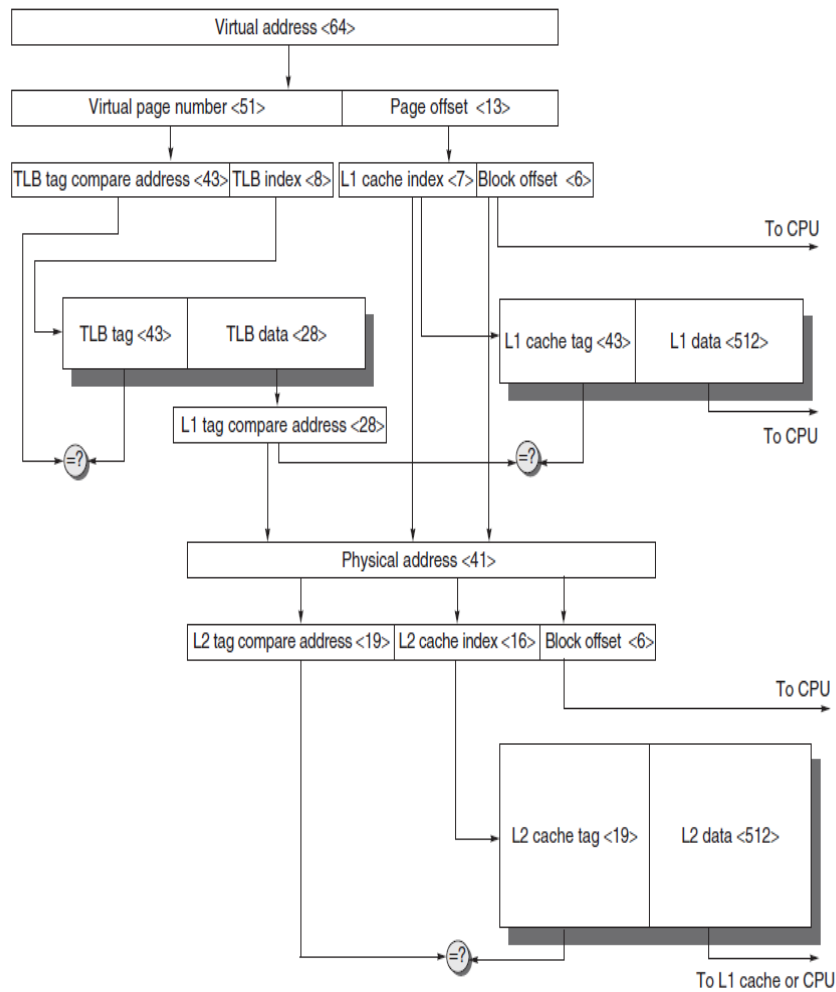 Virtual address <64>
Virtual page number <51>
Page offset <13>
TLB tag compare address <43>
TLB index <8>
L1 cache index <7>
Block offset <6>
To CPU
TLB tag <43>
TLB data <28>
L1 cache tag <43>
L1 data <512>
L1 tag compare address <28>
To CPU
=?
=?
Physical address <41>
L2 tag compare address <19>
L2 cache index <16>
Block offset <6>
To CPU
L2 cache tag <19>
L2 data <512>
=?
To L1 cache or CPU